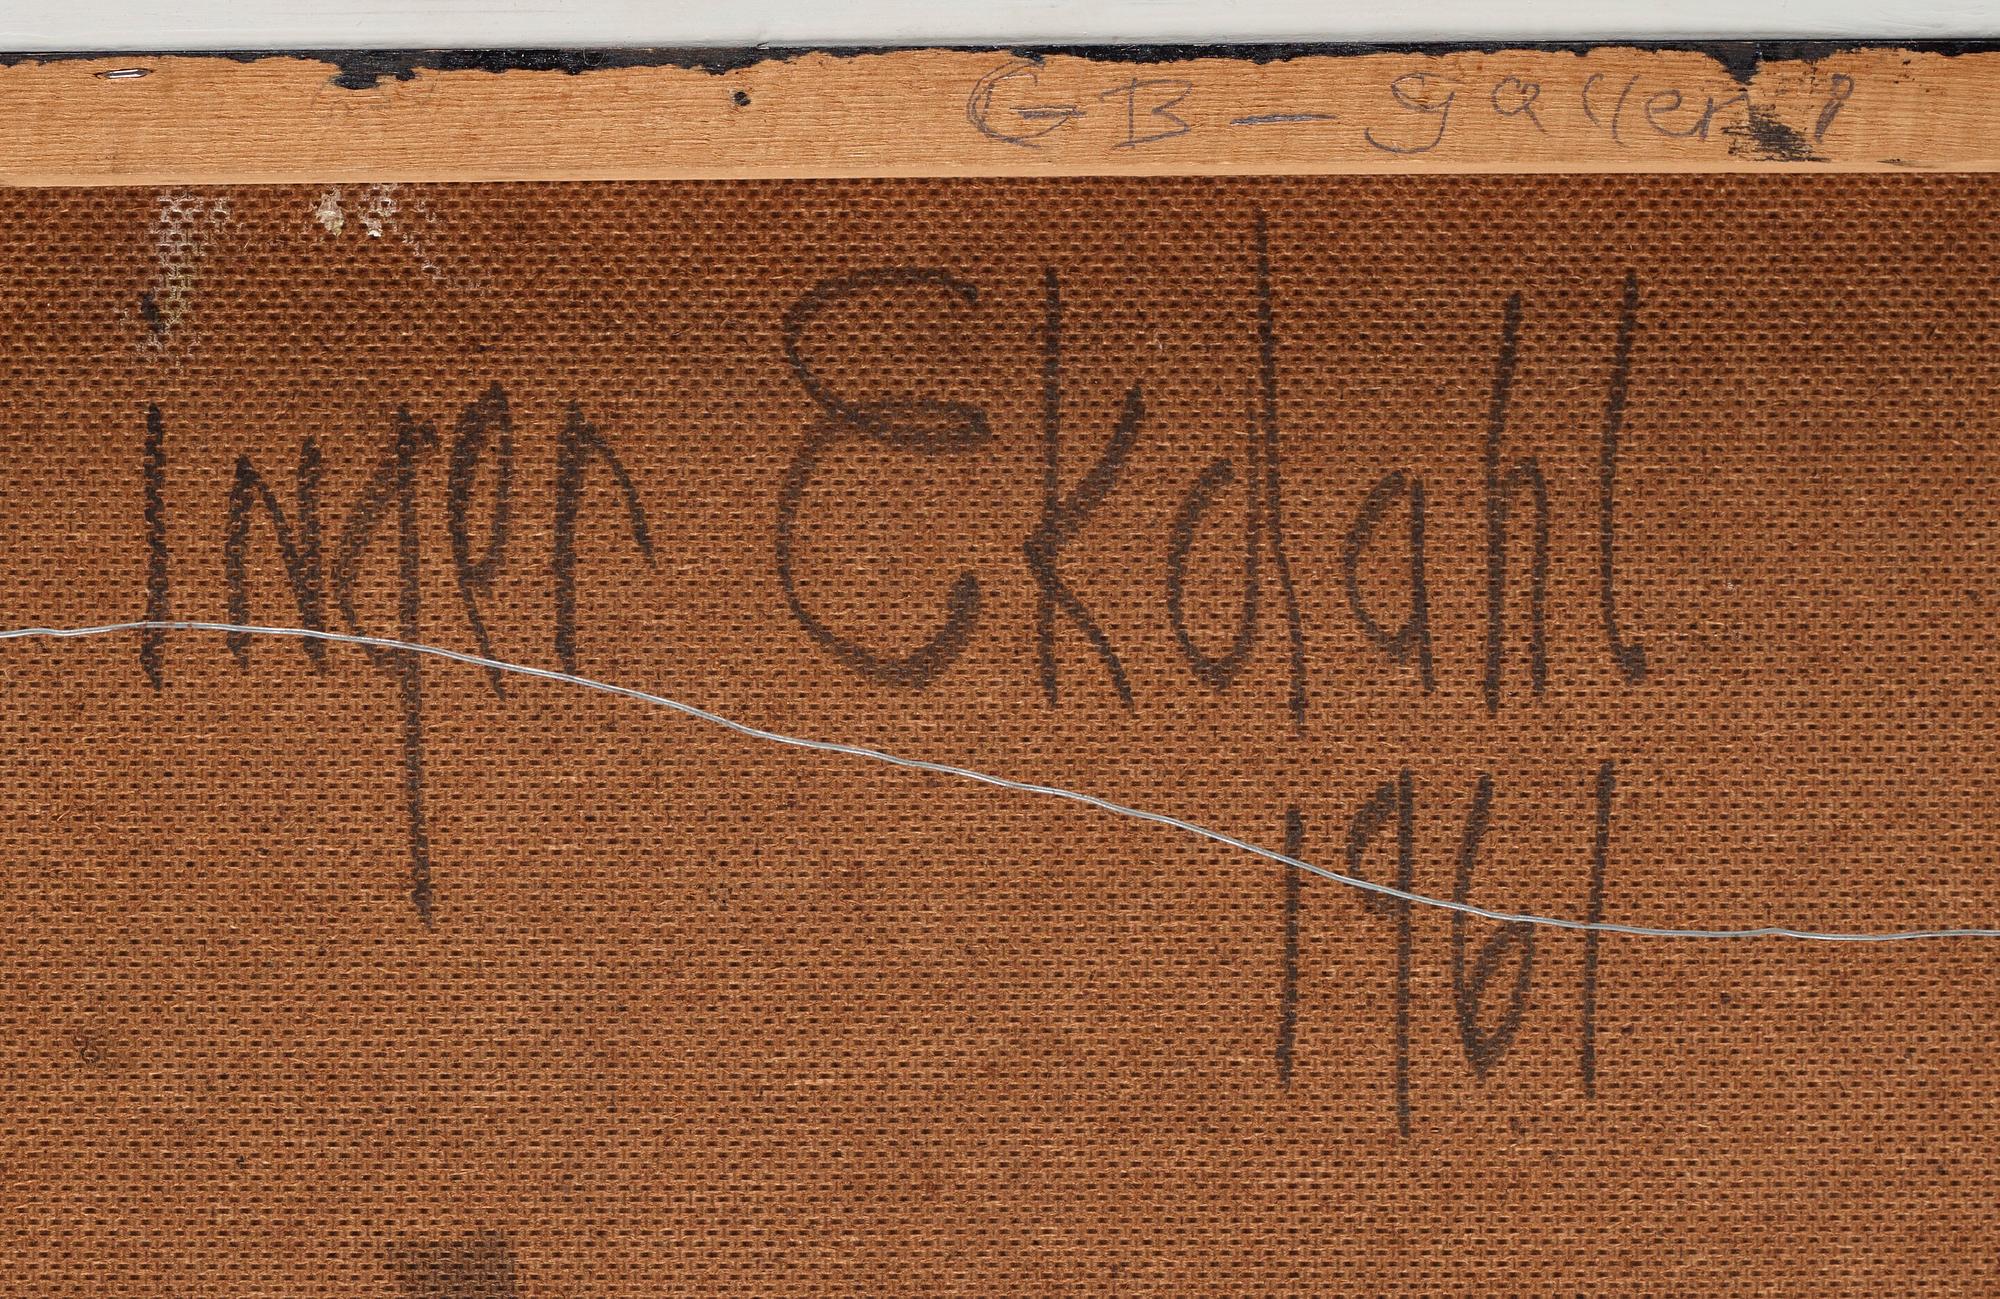 GB — galleri
Inger Ekdahl
1961